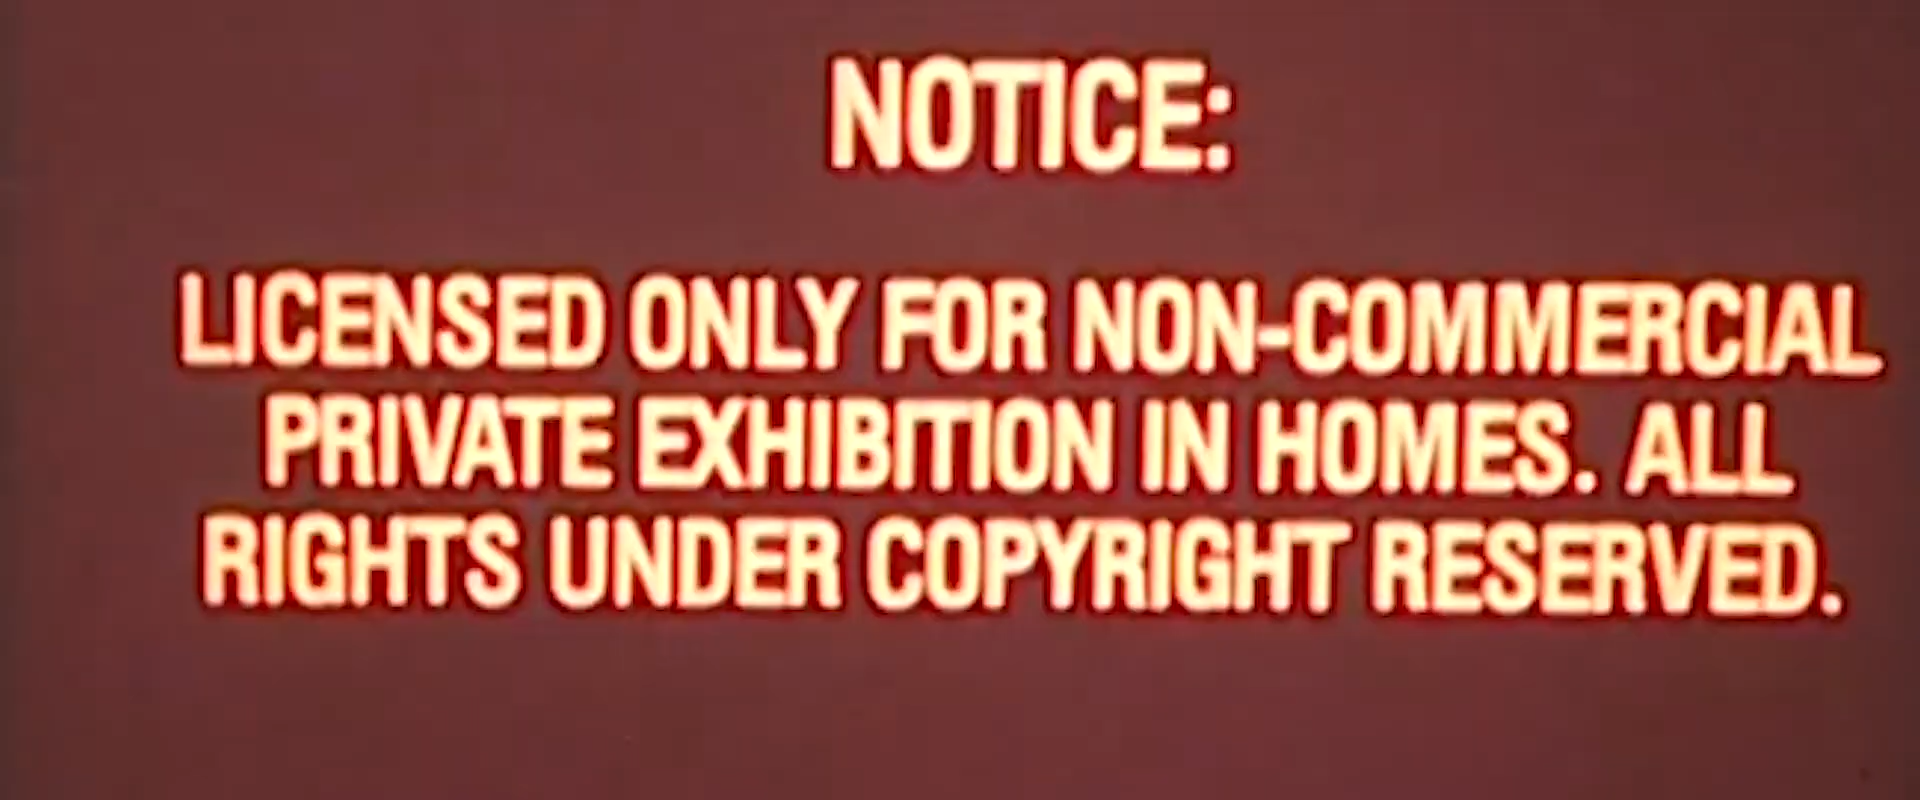 NOTICE:
LICENSED ONLY FOR NON-COMMERCIAL
PRIVATE EXHIBITION IN HOMES. ALL
RIGHTS UNDER COPYRIGHT RESERVED.